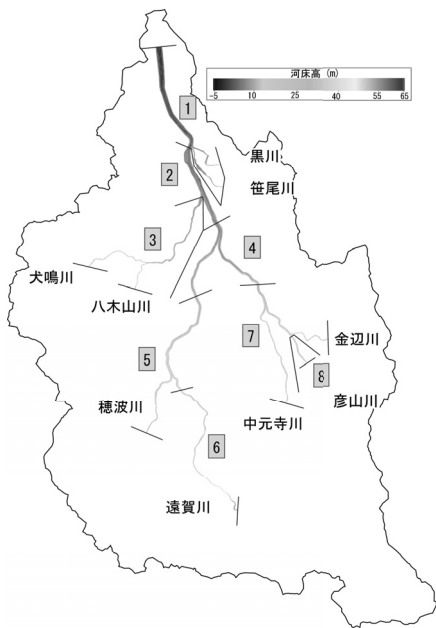 河床高 (m)
-5 10 25 40 55 65
1
黒川
2
笹尾川
3
4
犬鳴川
八木山川
7
金辺川
5
8
彦山川
穂波川
中元寺川
6
遠賀川